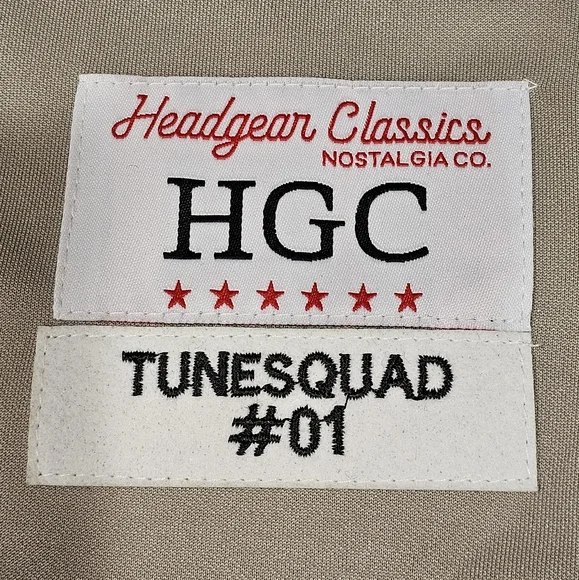 Headgear Classics
NOSTALGIA CO.
HGC
TUNESQUAD
#01